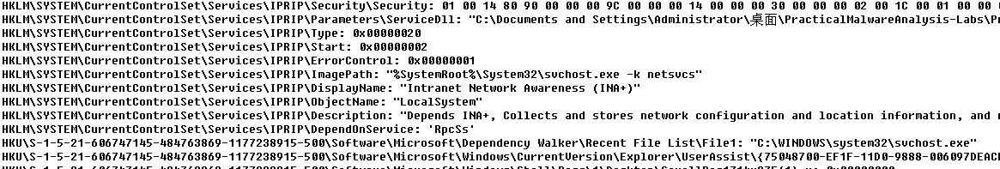 HKLM\SYSTEM\CurrentControlSet\Services\IPRIP\Security\Security: 01 00 14 80 90 00 00 00 9C 00 00 00 14 00 00 00 30 00 00 00 02 00 1C 00 01 00 00
HKLM\SYSTEM\CurrentControlSet\Services\IPRIP\Parameters\ServiceDll: "C:\Documents and Settings\Administrator\桌面\PracticalMalwareAnalysis-Labs\P
HKLM\SYSTEM\CurrentControlSet\Services\IPRIP\Type: 0x00000020
HKLM\SYSTEM\CurrentControlSet\Services\IPRIP\Start: 0x00000002
HKLM\SYSTEM\CurrentControlSet\Services\IPRIP\ErrorControl: 0x00000001
HKLM\SYSTEM\CurrentControlSet\Services\IPRIP\ImagePath: "%SystemRoot%\System32\svchost.exe -k netsvcs"
HKLM\SYSTEM\CurrentControlSet\Services\IPRIP\DisplayName: "Intranet Network Awareness (INA+)"
HKLM\SYSTEM\CurrentControlSet\Services\IPRIP\ObjectName: "LocalSystem"
HKLM\SYSTEM\CurrentControlSet\Services\IPRIP\Description: "Depends INA+, Collects and stores network configuration and location information, and
HKLM\SYSTEM\CurrentControlSet\Services\IPRIP\DependOnService: 'RpcSs'
HKU\S-1-5-21-606747145-484763869-1177238915-500\Software\Microsoft\Dependency Walker\Recent File List\File1: "C:\WINDOWS\system32\svchost.exe"
HKU\S-1-5-21-606747145-484763869-1177238915-500\Software\Microsoft\Windows\CurrentVersion\Explorer\UserAssist\{75048700-EF1F-11D0-9888-006097DEAC